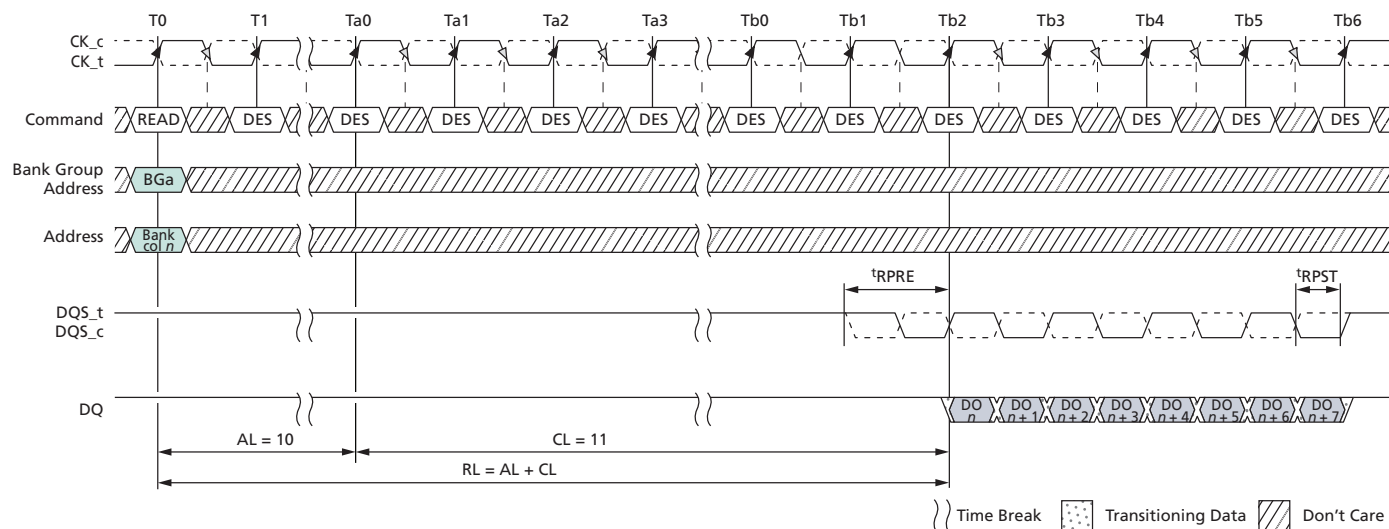 T0 T1 Ta0 Ta1 Ta2 Ta3 Tb0 Tb1 Tb2 Tb3 Tb4 Tb5 Tb6
CK_c
CK_t
Command READ DES DES DES DES DES DES DES DES DES DES DES DES
Bank Group
Address
BGa
Address
Bank
col n
tRPRE tRPST
DQS_t
DQS_c
DQ
DO DO DO DO DO DO DO DO
n n + 1 n + 2 n + 3 n + 4 n + 5 n + 6 n + 7
AL = 10 CL = 11
RL = AL + CL
Time Break Transitioning Data Don't Care